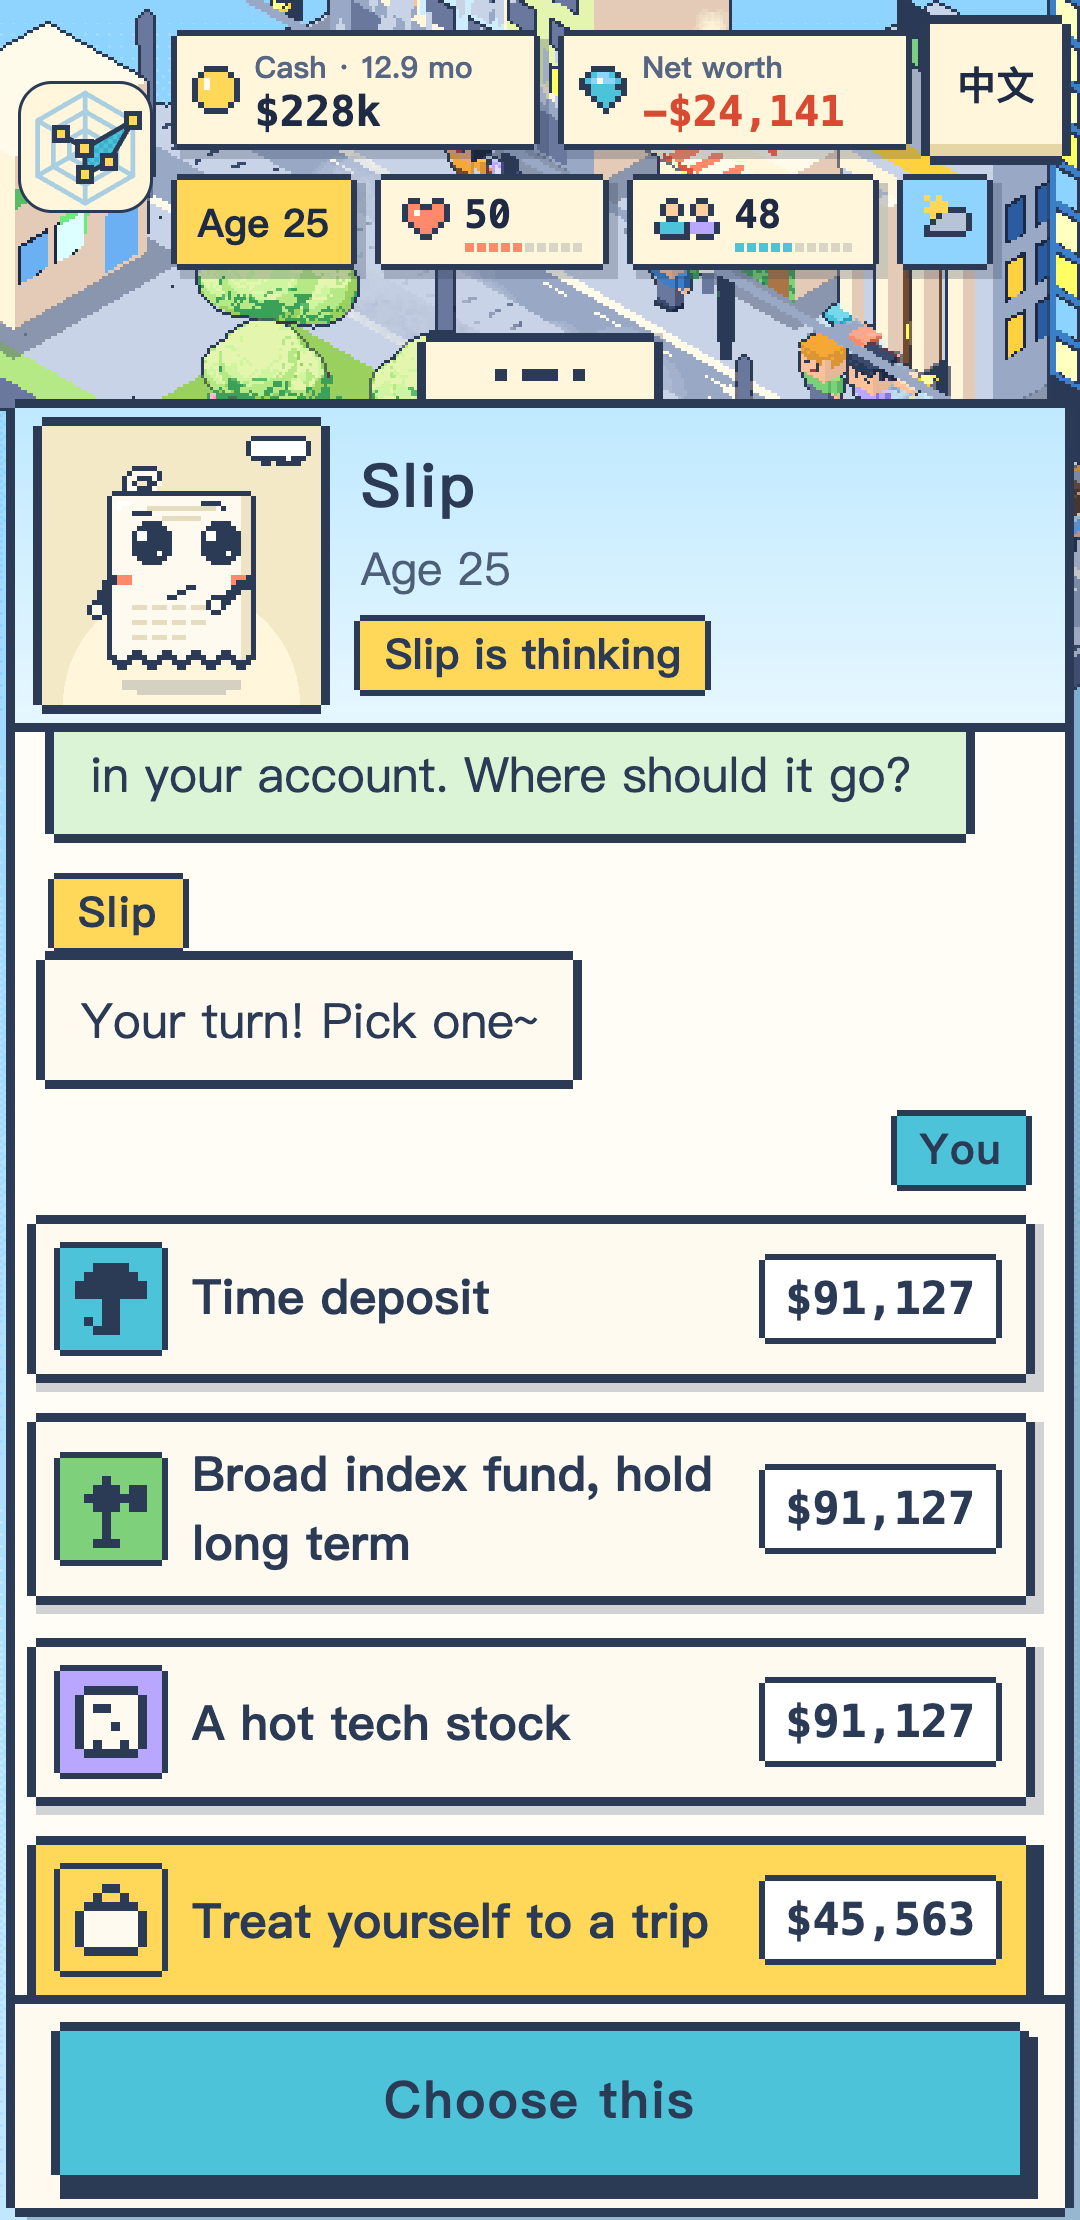 Cash · 12.9 mo
$228k
Net worth
−$24,141
中文
Age 25
50
48
Slip
Age 25
Slip is thinking
in your account. Where should it go?
Slip
Your turn! Pick one~
You
Time deposit
$91,127
Broad index fund, hold
long term
$91,127
A hot tech stock
$91,127
Treat yourself to a trip
$45,563
Choose this